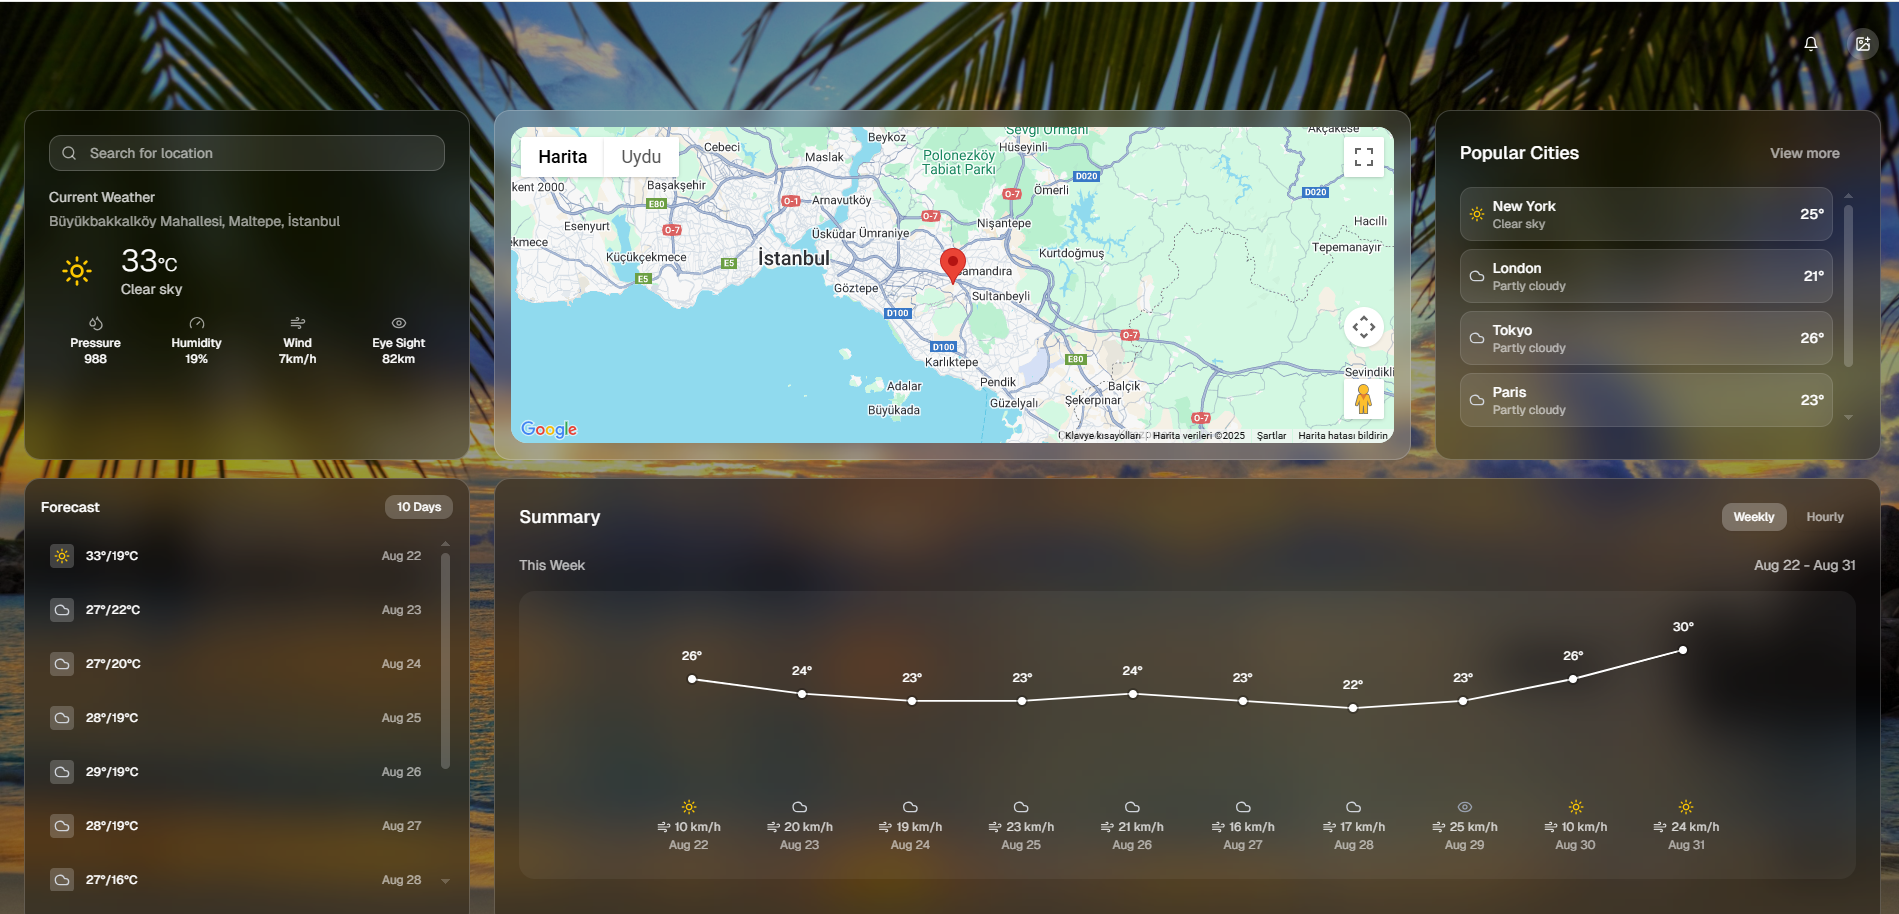 Search for location
Current Weather
Büyükbakkalköy Mahallesi, Maltepe, İstanbul
33°C
Clear sky
Pressure
988
Humidity
19%
Wind
7km/h
Eye Sight
82km
Harita
Uydu
Beykoz
Cebeci
Maslak
kent 2000
Başakşehir
Arnavutköy
E80
O-1
O-7
O-7
Esenyurt
Üsküdar
Ümraniye
ekmece
Küçükçekmece
E5
E5
İstanbul
Göztepe
Sevgi Ormanı
Hüseyinli
Polonezköy
Tabiat Parkı
Akçakese
D020
D020
O-7
Ömerli
Nişantepe
Hacıllı
Tepemanayır
Kurtdoğmuş
amandıra
Sultanbeyli
D100
D100
O-7
E80
Karlıktepe
Pendik
Adalar
Büyükada
Güzelyalı
Balçık
Şekerpınar
Sevindikli
O-7
Google
Klavye kısayolları
Harita verileri ©2025
Şartlar
Harita hatası bildirin
Popular Cities
View more
New York
Clear sky
25°
London
Partly cloudy
21°
Tokyo
Partly cloudy
26°
Paris
Partly cloudy
23°
Forecast
10 Days
33°/19°C Aug 22
27°/22°C Aug 23
27°/20°C Aug 24
28°/19°C Aug 25
29°/19°C Aug 26
28°/19°C Aug 27
27°/16°C Aug 28
Summary
Weekly
Hourly
This Week
Aug 22 - Aug 31
26° 24° 23° 23° 24° 23° 22° 23° 26° 30°
10 km/h 20 km/h 19 km/h 23 km/h 21 km/h 16 km/h 17 km/h 25 km/h 10 km/h 24 km/h
Aug 22 Aug 23 Aug 24 Aug 25 Aug 26 Aug 27 Aug 28 Aug 29 Aug 30 Aug 31